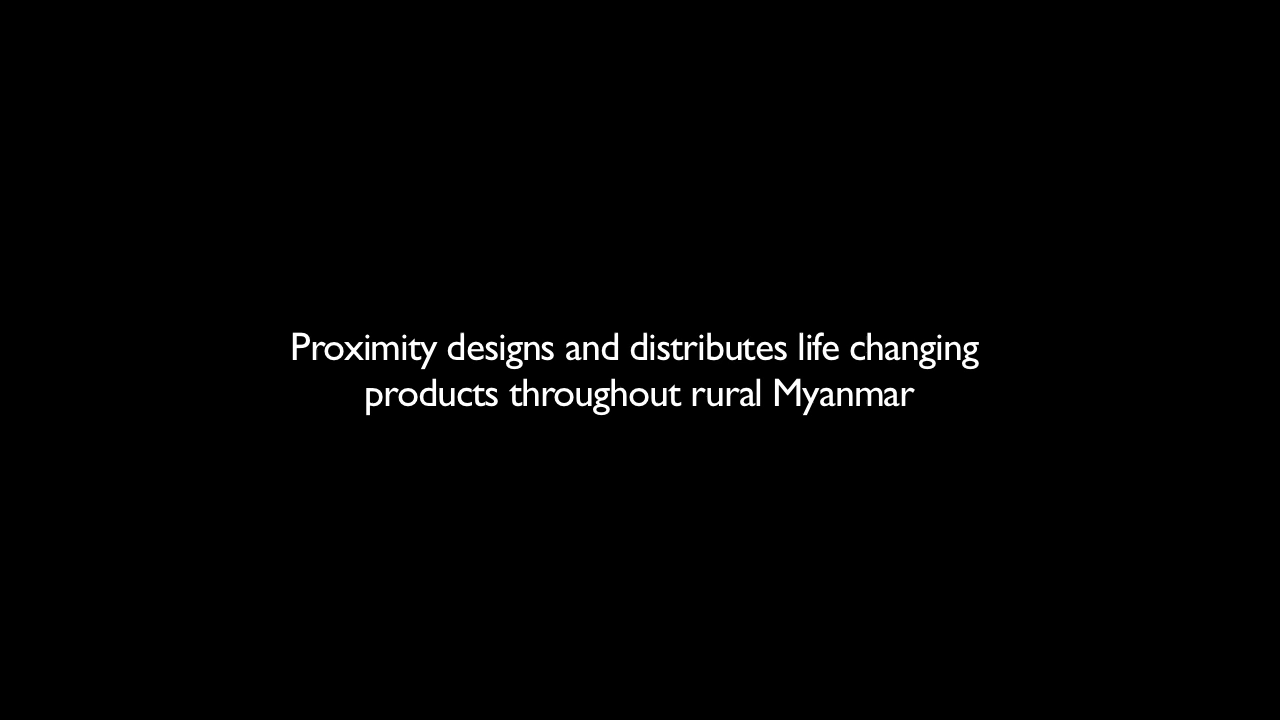 Proximity designs and distributes life changing
products throughout rural Myanmar